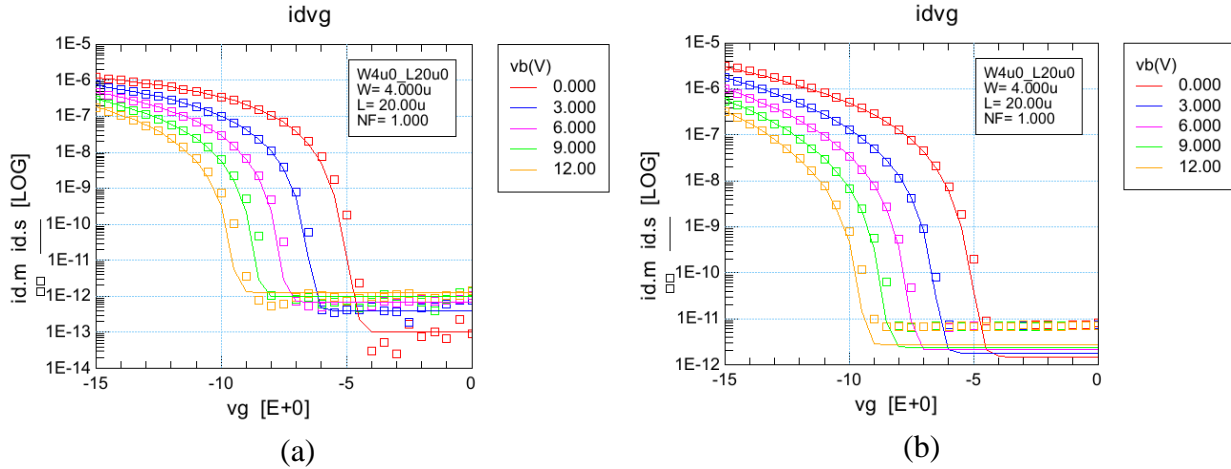 idvg
1E-5
1E-6
1E-7
1E-8
1E-9
1E-10
1E-11
1E-12
1E-13
1E-14
id.m id.s [LOG]
-15
-10
-5
0
vg [E+0]
W4u0_L20u0
W= 4.000u
L= 20.00u
NF= 1.000
vb(V)
0.000
3.000
6.000
9.000
12.00
(a)
idvg
1E-5
1E-6
1E-7
1E-8
1E-9
1E-10
1E-11
1E-12
id.m id.s [LOG]
-15
-10
-5
0
vg [E+0]
W4u0_L20u0
W= 4.000u
L= 20.00u
NF= 1.000
vb(V)
0.000
3.000
6.000
9.000
12.00
(b)